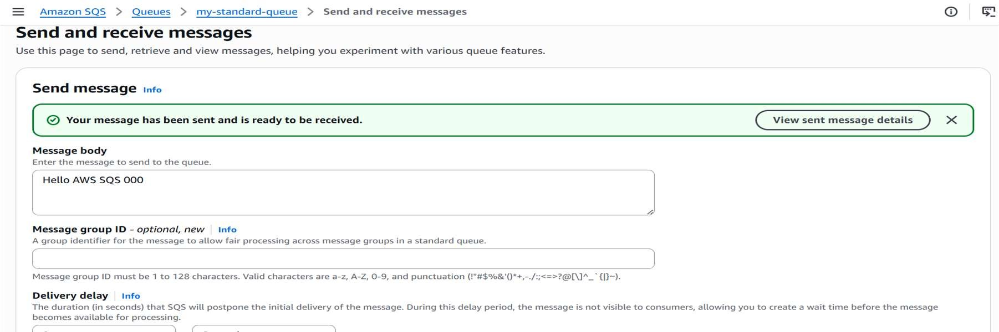 Amazon SQS > Queues > my-standard-queue > Send and receive messages
Send and receive messages
Use this page to send, retrieve and view messages, helping you experiment with various queue features.
Send message Info
Your message has been sent and is ready to be received. View sent message details
Message body
Enter the message to send to the queue.
Hello AWS SQS 000
Message group ID - optional, new | Info
A group identifier for the message to allow fair processing across message groups in a standard queue.
Message group ID must be 1 to 128 characters. Valid characters are a-z, A-Z, 0-9, and punctuation (!"#$%&'()*+,-./:;<=>?@[\]^_`{|}~).
Delivery delay | Info
The duration (in seconds) that SQS will postpone the initial delivery of the message. During this delay period, the message is not visible to consumers, allowing you to create a wait time before the message
becomes available for processing.